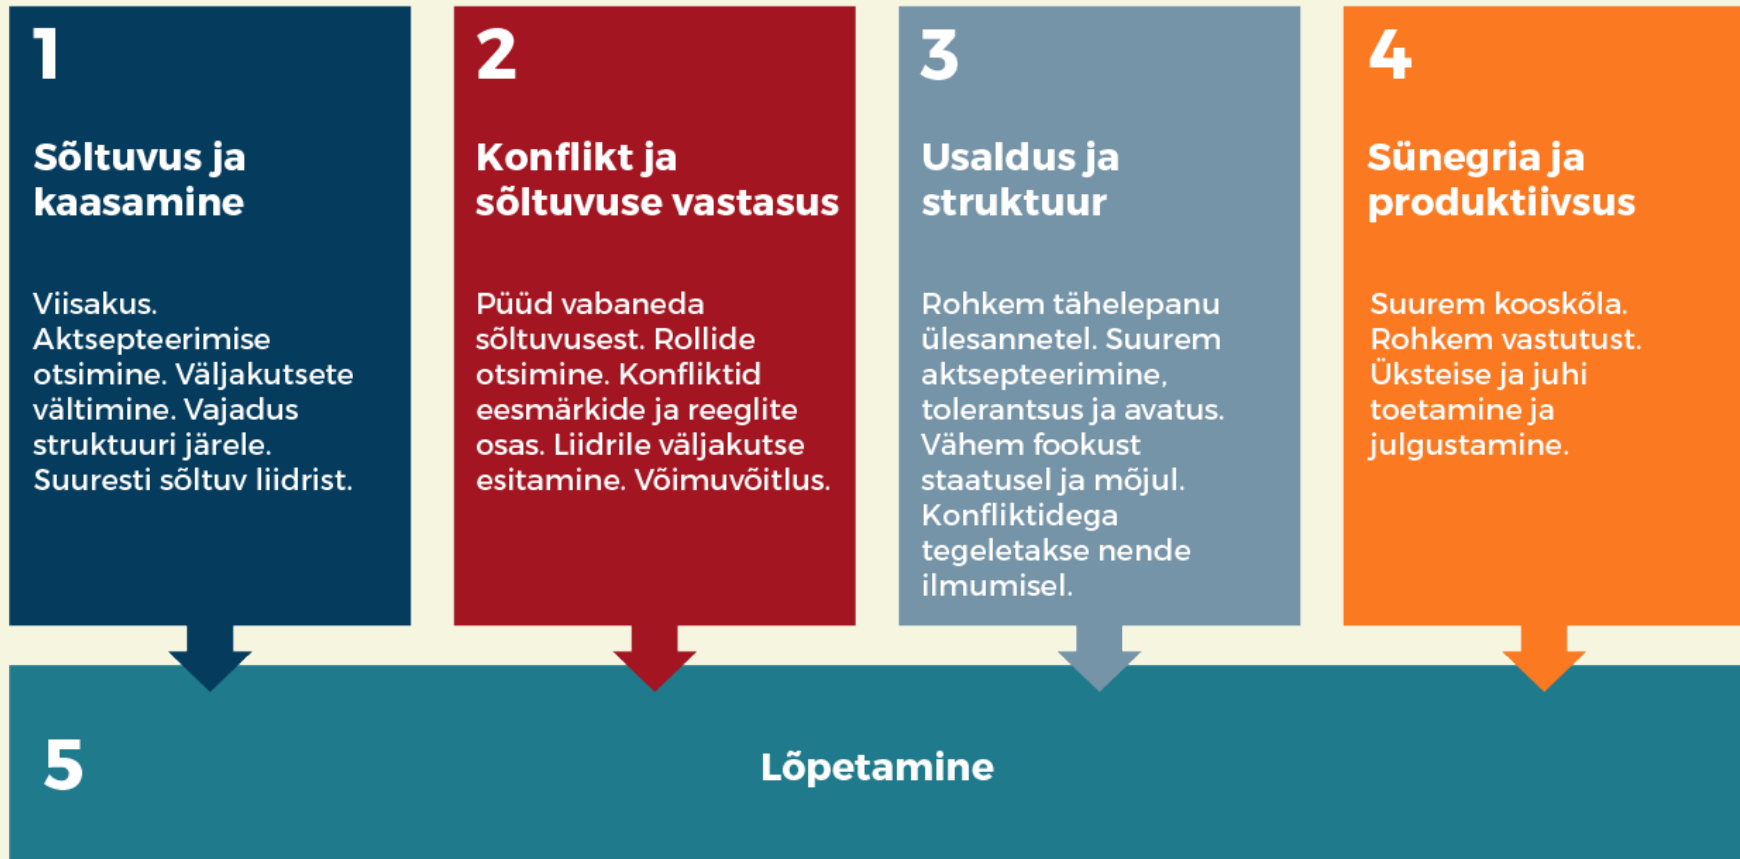 1
Sõltuvus ja
kaasamine
Viisakus.
Aktsepteerimise
otsimine. Väljakutsete
vältimine. Vajadus
struktuuri järele.
Suuresti sõltuv liidrist.
2
Konflikt ja
sõltuvuse vastasus
Püüd vabaneda
sõltuvusest. Rollide
otsimine. Konfliktid
eesmärkide ja reeglite
osas. Liidrile väljakutse
esitamine. Võimuvõitlus.
3
Usaldus ja
struktuur
Rohkem tähelepanu
ülesannetel. Suurem
aktsepteerimine,
tolerantsus ja avatus.
Vähem fookust
staatusel ja mõjul.
Konfliktidega
tegeletakse nende
ilmumisel.
4
Sünegria ja
produktiivsus
Suurem kooskõla.
Rohkem vastutust.
Üksteise ja juhi
toetamine ja
julgustamine.
5
Lõpetamine